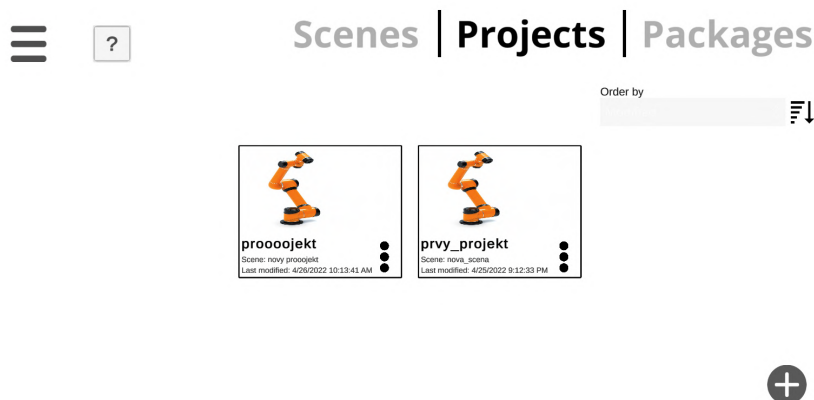 ?
Scenes | Projects | Packages
Order by
proooojekt
Scene: novy prooojekt
Last modified: 4/26/2022 10:13:41 AM
prvy_projekt
Scene: nova_scena
Last modified: 4/25/2022 9:12:33 PM